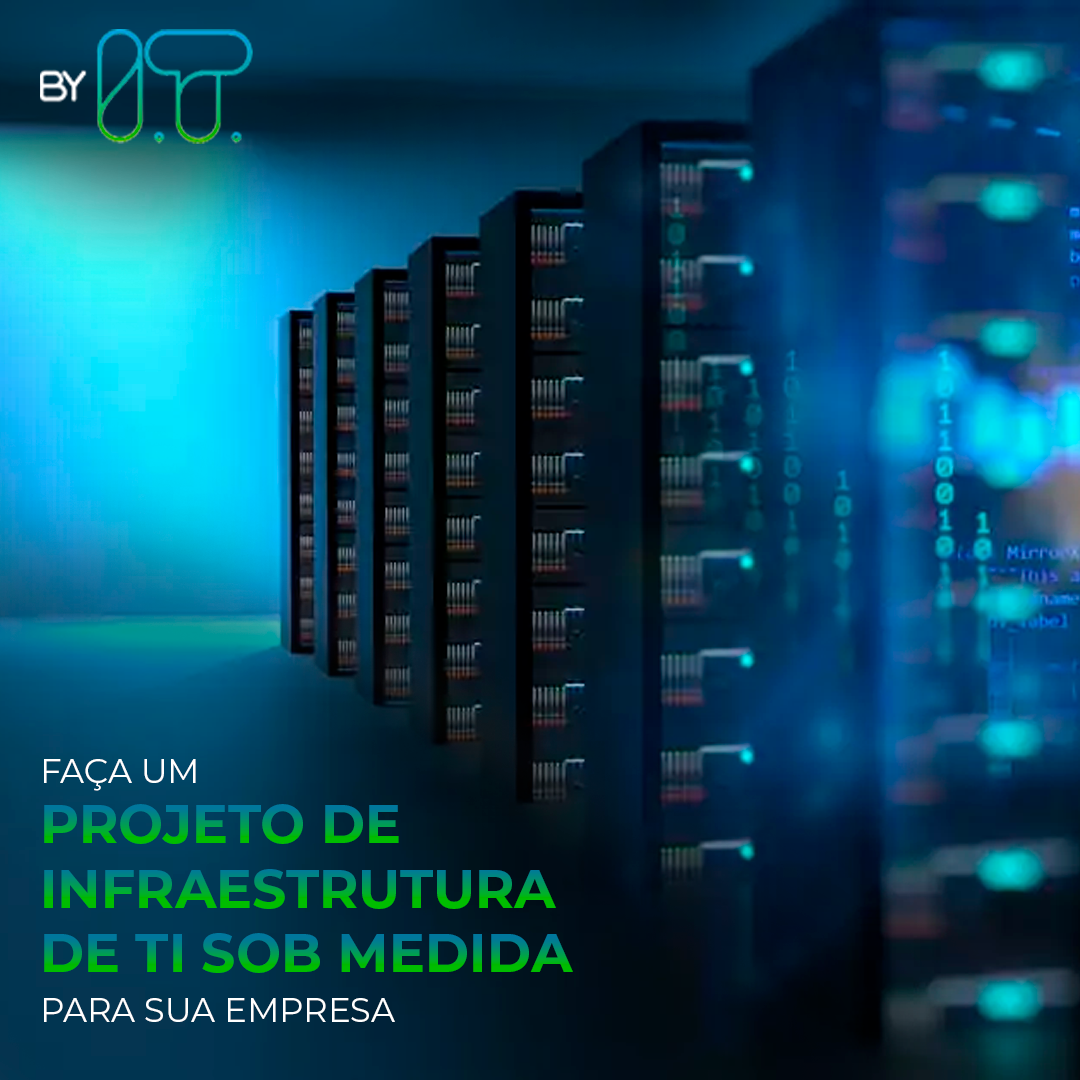 BY I.T.
FAÇA UM
PROJETO DE
INFRAESTRUTURA
DE TI SOB MEDIDA
PARA SUA EMPRESA